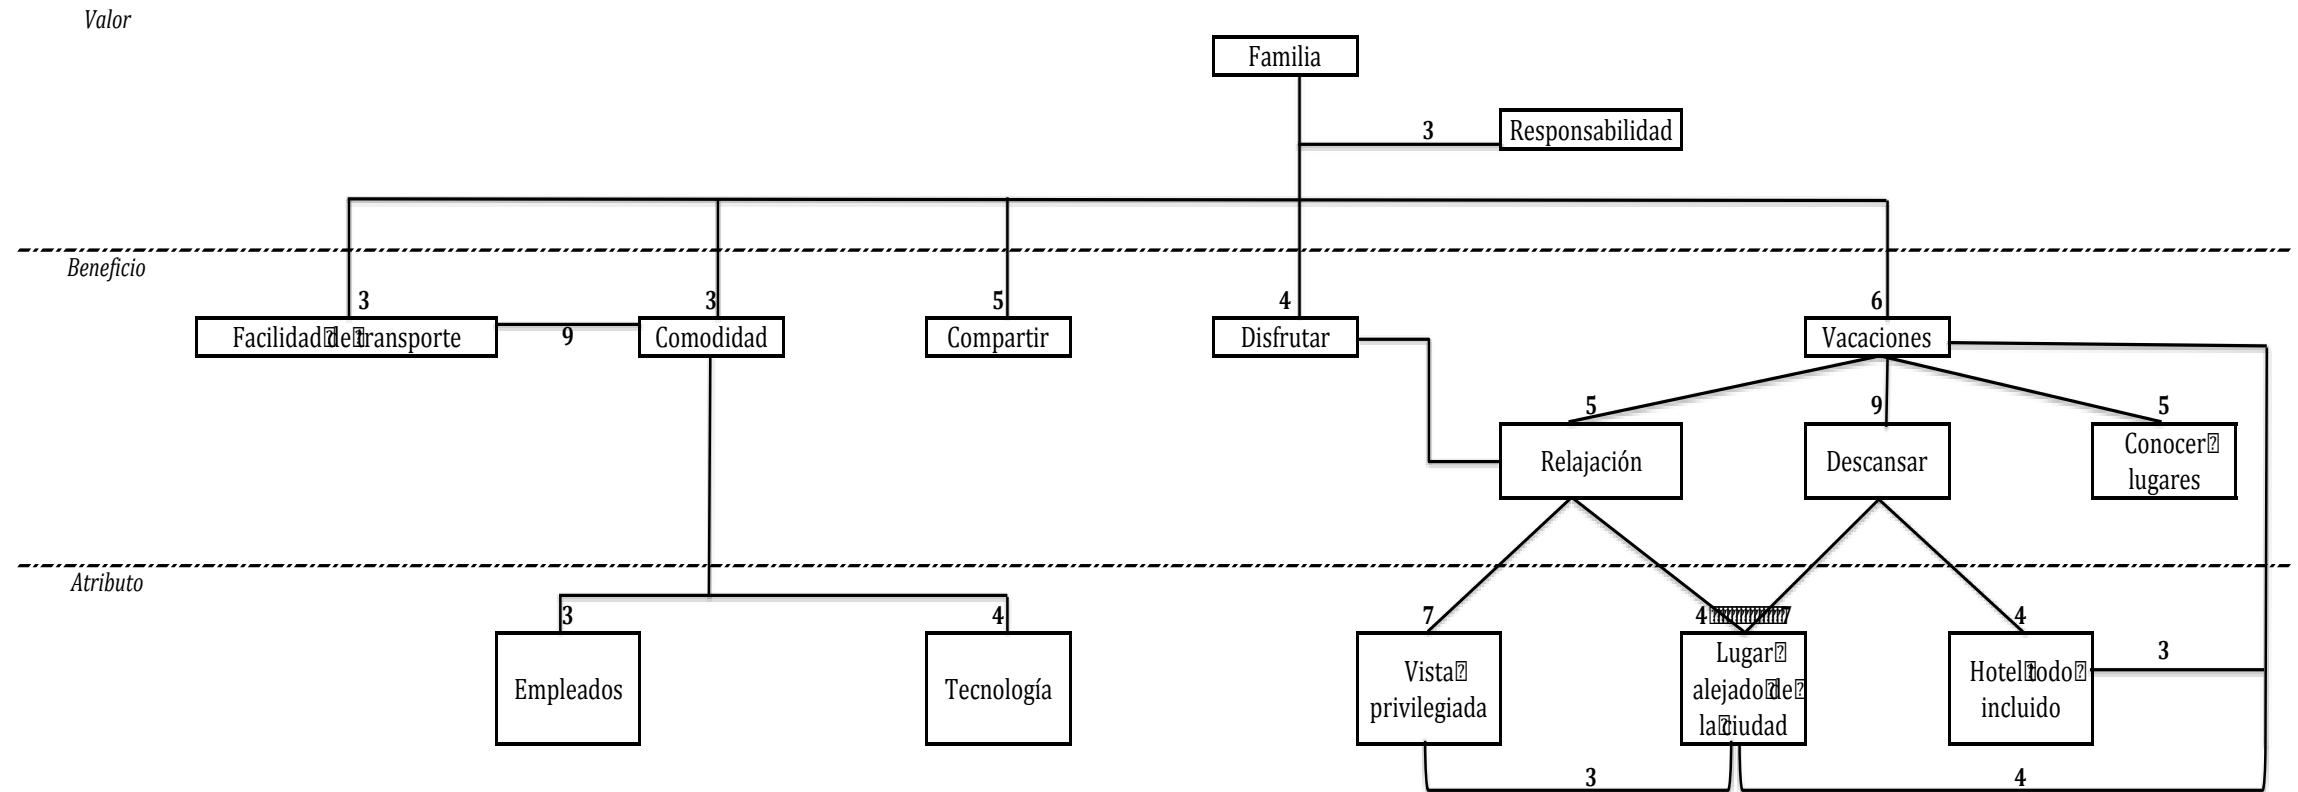 Valor
Familia
3
Responsabilidad
Beneficio
3
3
5
4
6
Facilidad de transporte
9
Comodidad
Compartir
Disfrutar
Vacaciones
5
9
5
Relajación
Descansar
Conocer
lugares
Atributo
3
4
7
4 7
4
Empleados
Tecnología
Vista
privilegiada
Lugar
alejado de
la ciudad
Hotel todo
incluido
3
3
4